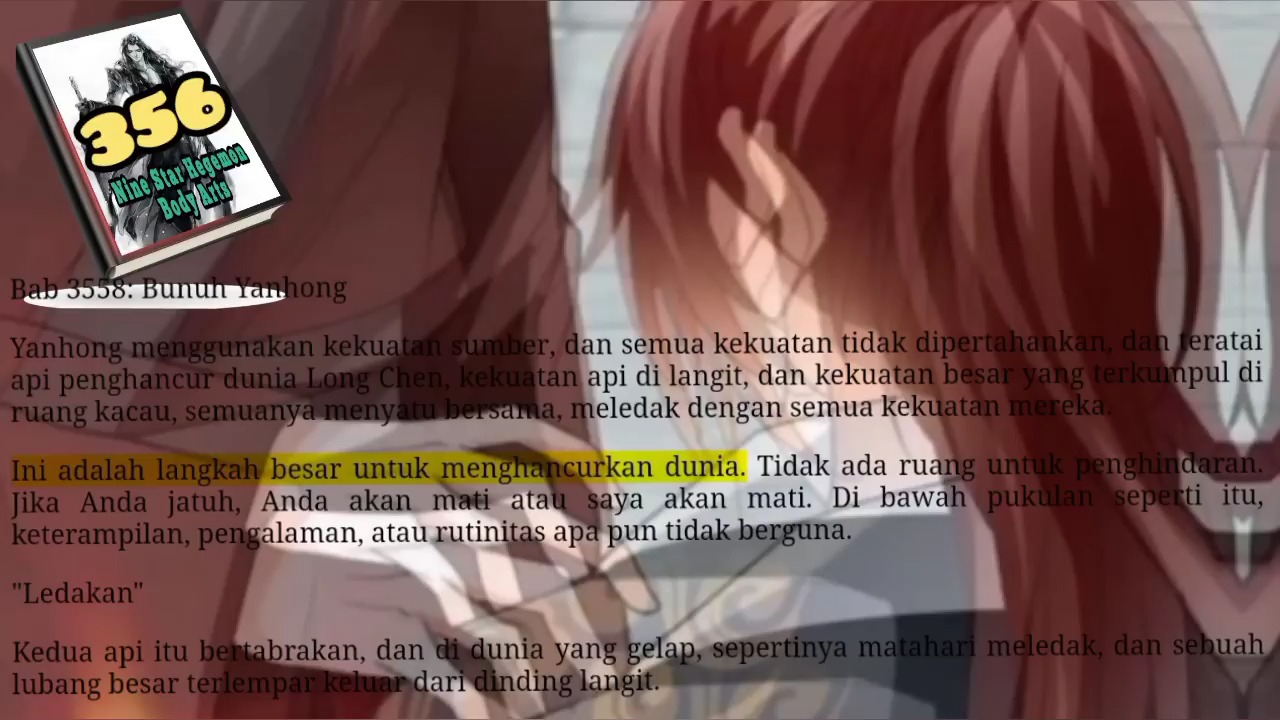 356
Nine Star Hegemon
Body Arts
Bab 3558: Bunuh Yanhong
Yanhong menggunakan kekuatan sumber, dan semua kekuatan tidak dipertahankan, dan teratai
api penghancur dunia Long Chen, kekuatan api di langit, dan kekuatan besar yang terkumpul di
ruang kacau, semuanya menyatu bersama, meledak dengan semua kekuatan mereka.
Ini adalah langkah besar untuk menghancurkan dunia. Tidak ada ruang untuk penghindaran.
Jika Anda jatuh, Anda akan mati atau saya akan mati. Di bawah pukulan seperti itu,
keterampilan, pengalaman, atau rutinitas apa pun tidak berguna.
"Ledakan"
Kedua api itu bertabrakan, dan di dunia yang gelap, sepertinya matahari meledak, dan sebuah
lubang besar terlempar keluar dari dinding langit.